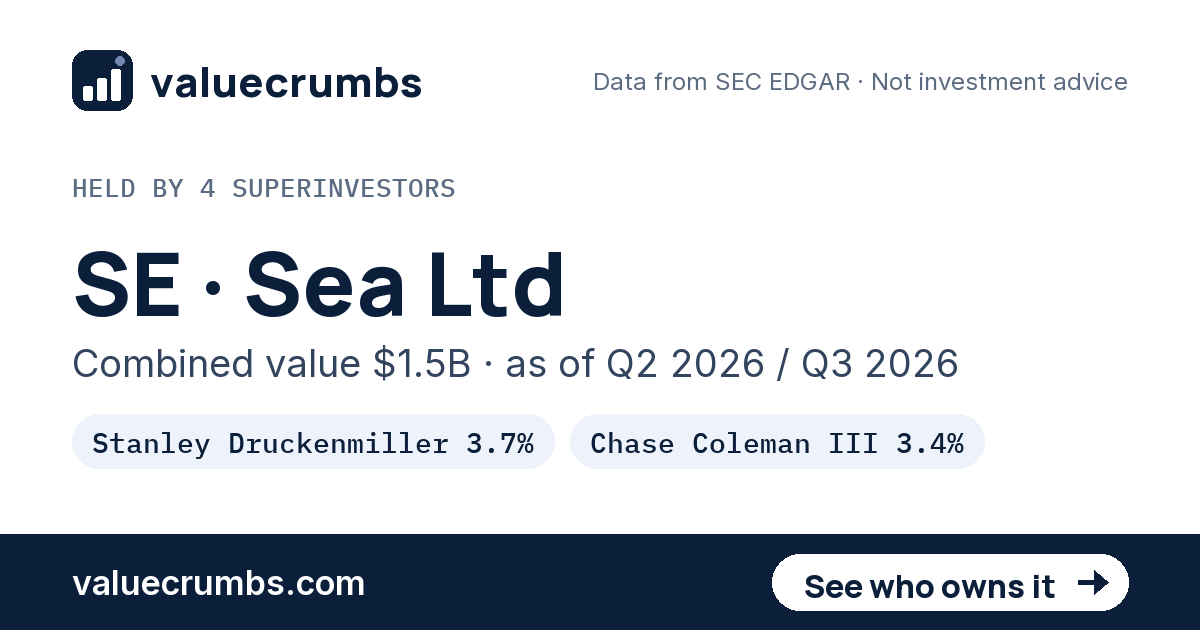 valuecrumbs
Data from SEC EDGAR · Not investment advice
HELD BY 4 SUPERINVESTORS
SE · Sea Ltd
Combined value $1.5B · as of Q2 2026 / Q3 2026
Stanley Druckenmiller 3.7%
Chase Coleman III 3.4%
valuecrumbs.com
See who owns it →